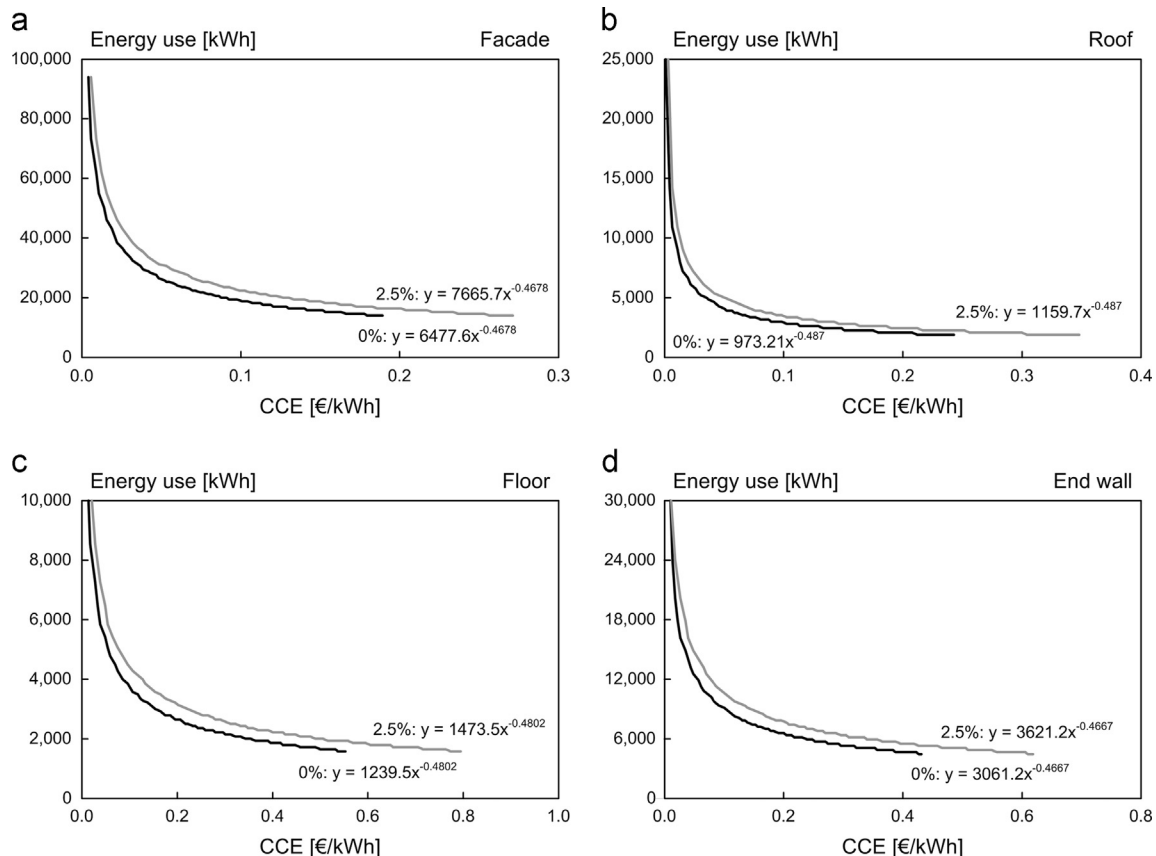 a
Energy use [kWh] Facade
100,000
80,000
60,000
40,000
20,000
0
2.5%: y = 7665.7x^-0.4678
0%: y = 6477.6x^-0.4678
0.0 0.1 0.2 0.3
CCE [€/kWh]
b
Energy use [kWh] Roof
25,000
20,000
15,000
10,000
5,000
0
2.5%: y = 1159.7x^-0.487
0%: y = 973.21x^-0.487
0.0 0.1 0.2 0.3 0.4
CCE [€/kWh]
c
Energy use [kWh] Floor
10,000
8,000
6,000
4,000
2,000
0
2.5%: y = 1473.5x^-0.4802
0%: y = 1239.5x^-0.4802
0.0 0.2 0.4 0.6 0.8 1.0
CCE [€/kWh]
d
Energy use [kWh] End wall
30,000
24,000
18,000
12,000
6,000
0
2.5%: y = 3621.2x^-0.4667
0%: y = 3061.2x^-0.4667
0.0 0.2 0.4 0.6 0.8
CCE [€/kWh]